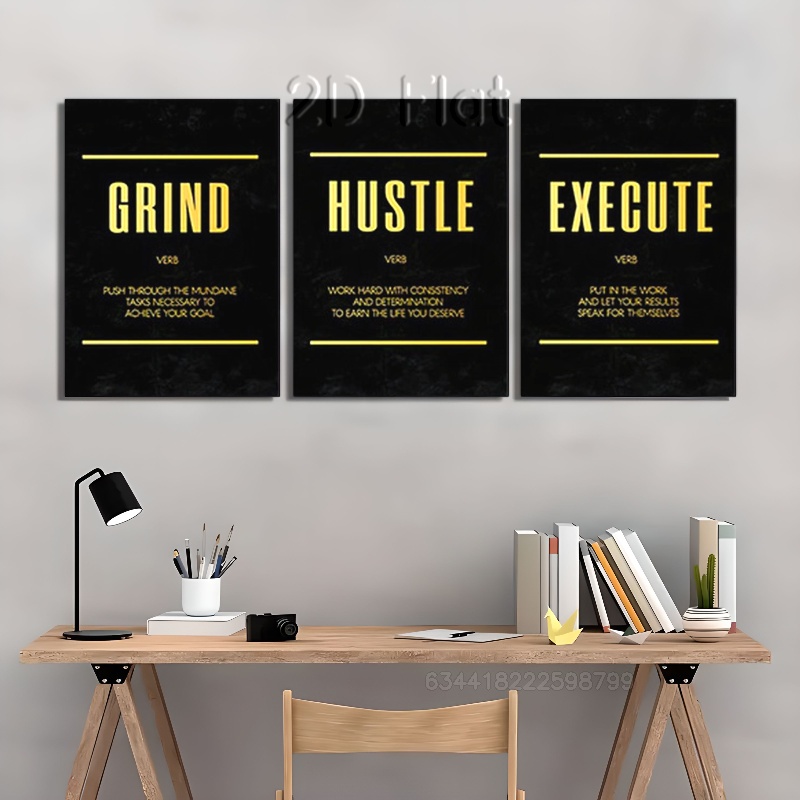 2D Flat
GRIND
VERB
PUSH THROUGH THE MUNDANE
TASKS NECESSARY TO
ACHIEVE YOUR GOAL
HUSTLE
VERB
WORK HARD WITH CONSISTENCY
AND DETERMINATION
TO EARN THE LIFE YOU DESERVE
EXECUTE
VERB
PUT IN THE WORK
AND LET YOUR RESULTS
SPEAK FOR THEMSELVES
634418222598799